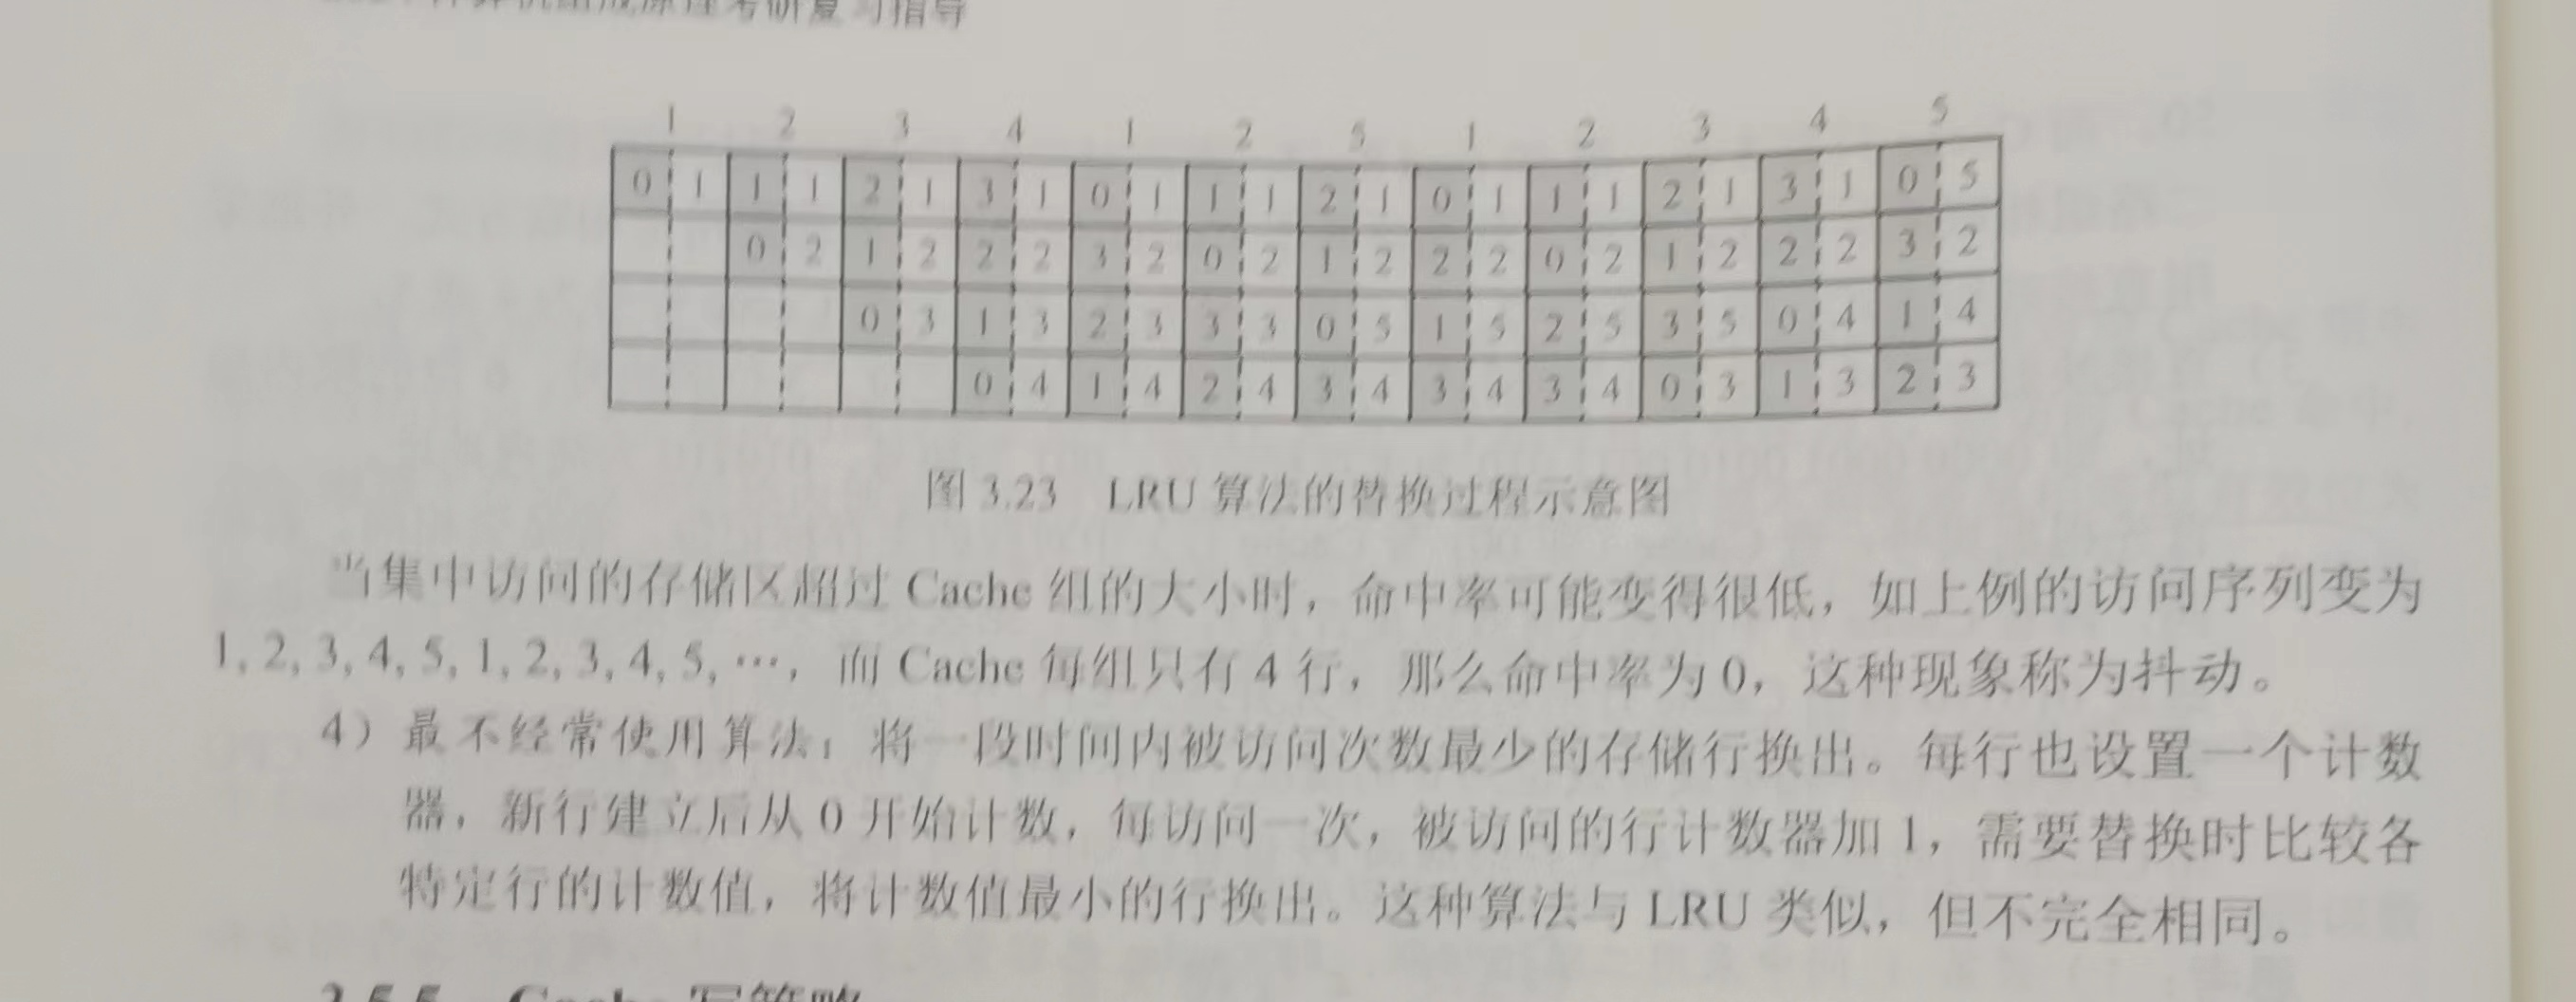 计算机组成原理考研复习指导
1 2 3 4 1 2 5 1 2 3 4 5
0 1 1 1 2 1 3 1 0 1 1 1 2 1 0 1 1 1 2 1 3 1 0 5
0 2 1 2 2 2 3 2 0 2 1 2 2 2 0 2 1 2 2 2 3 2
0 3 1 3 2 3 3 3 0 5 1 5 2 5 3 5 0 4 1 4
0 4 1 4 2 4 3 4 3 4 3 4 0 3 1 3 2 3
图 3.23 LRU 算法的替换过程示意图
当集中访问的存储区超过 Cache 组的大小时，命中率可能变得很低，如上例的访问序列变为
1, 2, 3, 4, 5, 1, 2, 3, 4, 5, …，而 Cache 每组只有 4 行，那么命中率为 0，这种现象称为抖动。
4）最不经常使用算法：将一段时间内被访问次数最少的存储行换出。每行也设置一个计数
器，新行建立后从 0 开始计数，每访问一次，被访问的行计数器加 1，需要替换时比较各
特定行的计数值，将计数值最小的行换出。这种算法与 LRU 类似，但不完全相同。
3.5.5 Cache 写策略